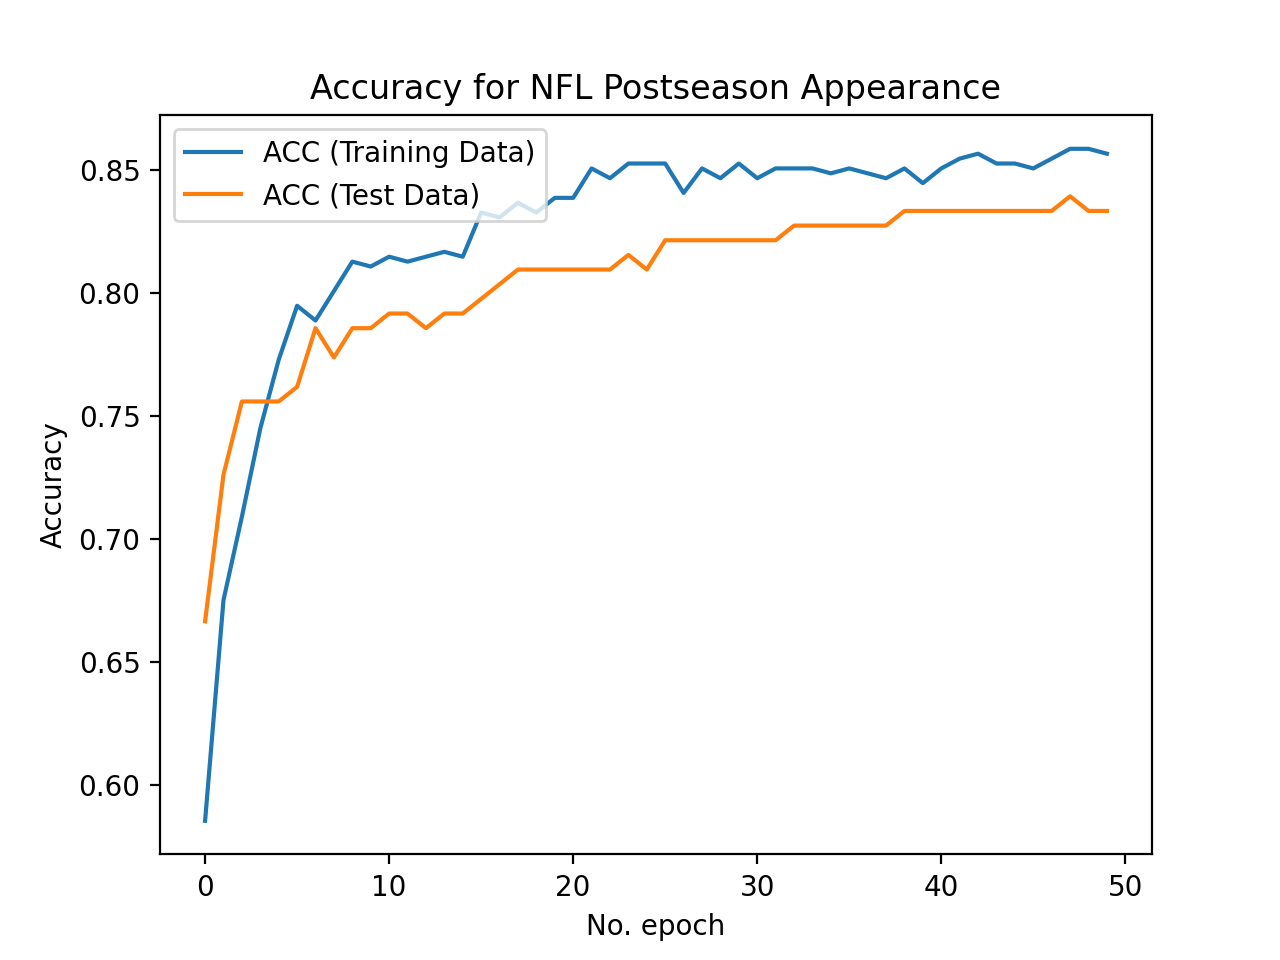 Accuracy for NFL Postseason Appearance
ACC (Training Data)
ACC (Test Data)
0.85
0.80
0.75
0.70
0.65
0.60
Accuracy
0 10 20 30 40 50
No. epoch